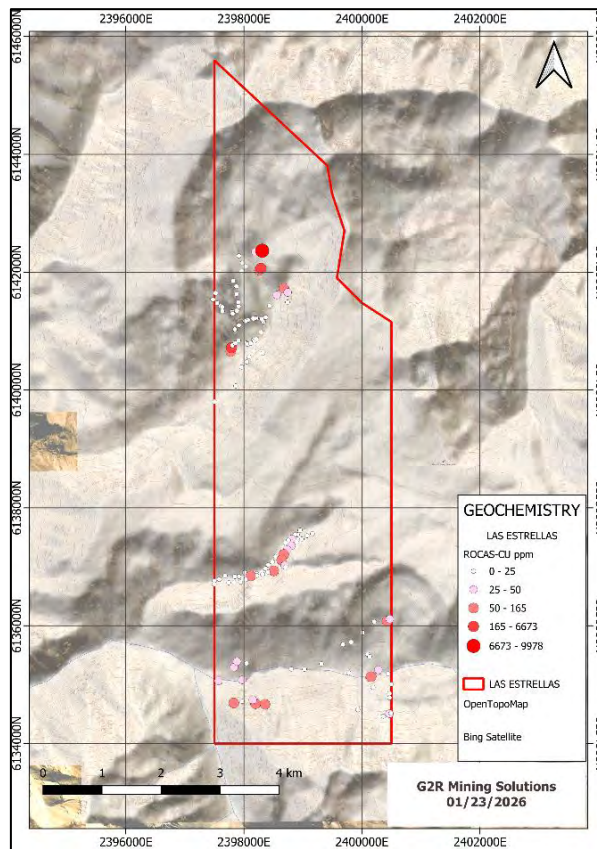 2396000E 2398000E 2400000E 2402000E
6146000N
6144000N
6142000N
6140000N
6138000N
6136000N
6134000N
GEOCHEMISTRY
LAS ESTRELLAS
ROCAS-CU ppm
0 - 25
25 - 50
50 - 165
165 - 6673
6673 - 9978
LAS ESTRELLAS
OpenTopoMap
Bing Satellite
0 1 2 3 4 km
G2R Mining Solutions
01/23/2026
2396000E 2398000E 2400000E 2402000E